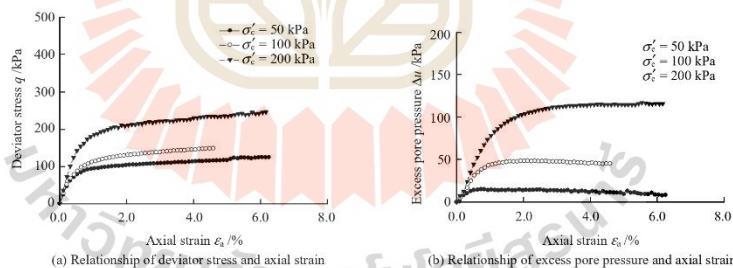 500
400
300
200
100
0
0.0
2.0
4.0
6.0
8.0
Deviator stress q /kPa
σ′c = 50 kPa
σ′c = 100 kPa
σ′c = 200 kPa
Axial strain εa /%
(a) Relationship of deviator stress and axial strain
200
150
100
50
0
0.0
2.0
4.0
6.0
8.0
Excess pore pressure Δu /kPa
σ′c = 50 kPa
σ′c = 100 kPa
σ′c = 200 kPa
Axial strain εa /%
(b) Relationship of excess pore pressure and axial strain